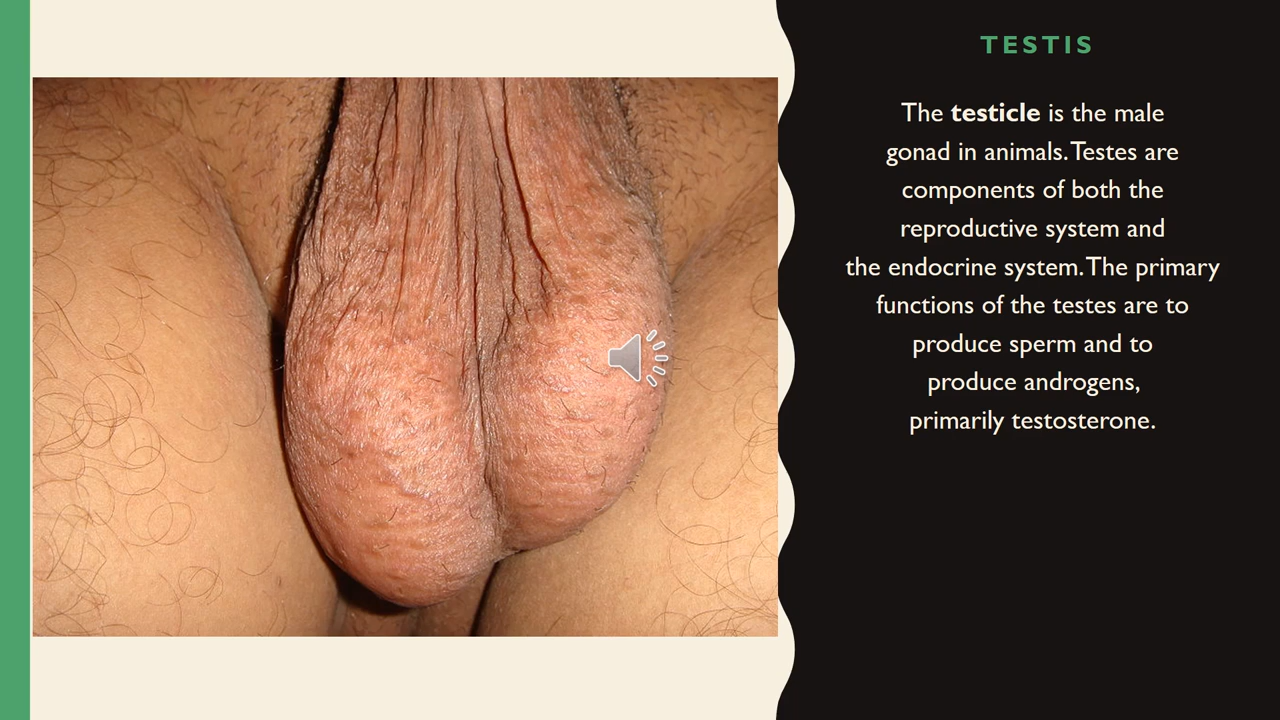 TESTIS
The testicle is the male
gonad in animals.Testes are
components of both the
reproductive system and
the endocrine system.The primary
functions of the testes are to
produce sperm and to
produce androgens,
primarily testosterone.